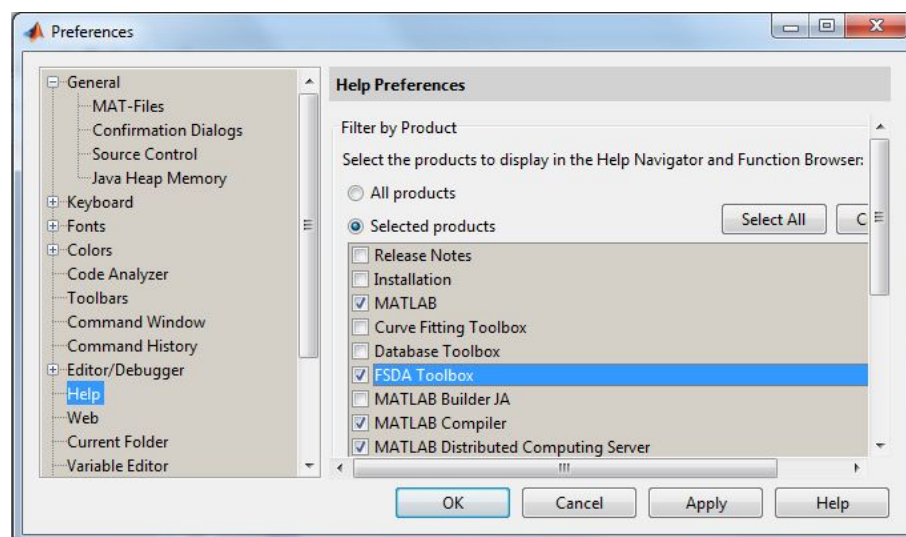 Preferences
General
MAT-Files
Confirmation Dialogs
Source Control
Java Heap Memory
Keyboard
Fonts
Colors
Code Analyzer
Toolbars
Command Window
Command History
Editor/Debugger
Help
Web
Current Folder
Variable Editor
Help Preferences
Filter by Product
Select the products to display in the Help Navigator and Function Browser:
All products
Selected products
Select All
C
Release Notes
Installation
MATLAB
Curve Fitting Toolbox
Database Toolbox
FSDA Toolbox
MATLAB Builder JA
MATLAB Compiler
MATLAB Distributed Computing Server
OK
Cancel
Apply
Help